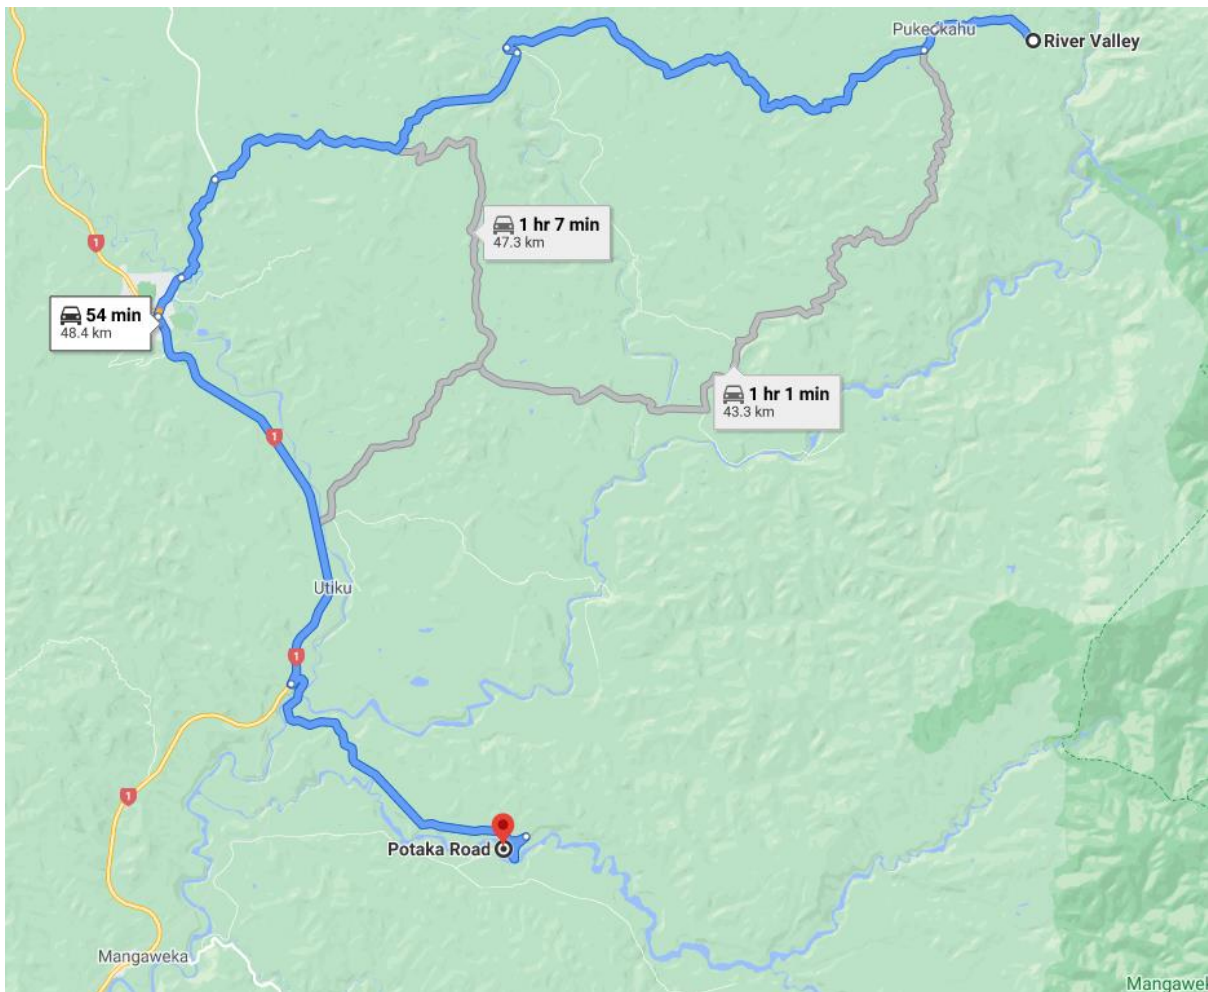 Pukeokahu
River Valley
1 hr 7 min
47.3 km
1
54 min
48.4 km
1 hr 1 min
43.3 km
1
Utiku
1
1
Potaka Road
Mangaweka
Mangawek